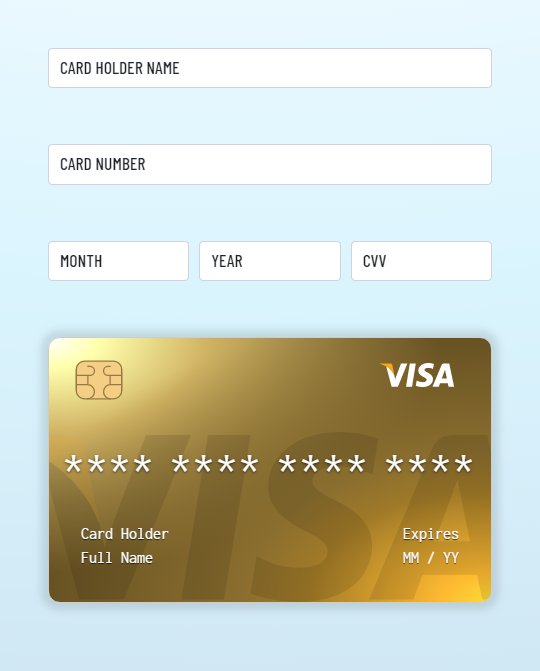 CARD HOLDER NAME
CARD NUMBER
MONTH YEAR CVV
VISA
VISA
**** **** **** ****
Card Holder Expires
Full Name MM / YY